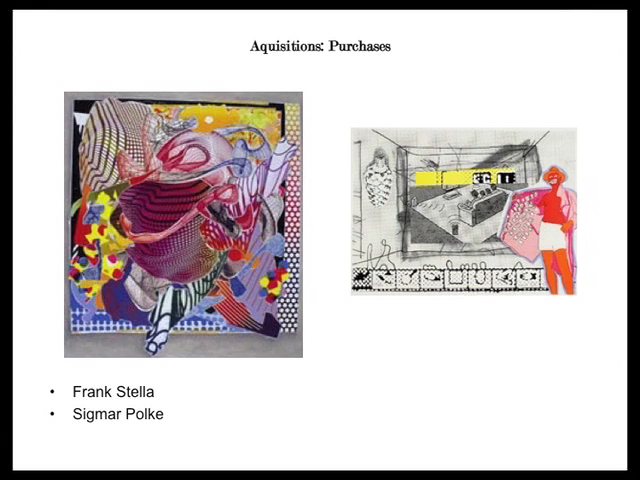 Aquisitions: Purchases
• Frank Stella
• Sigmar Polke